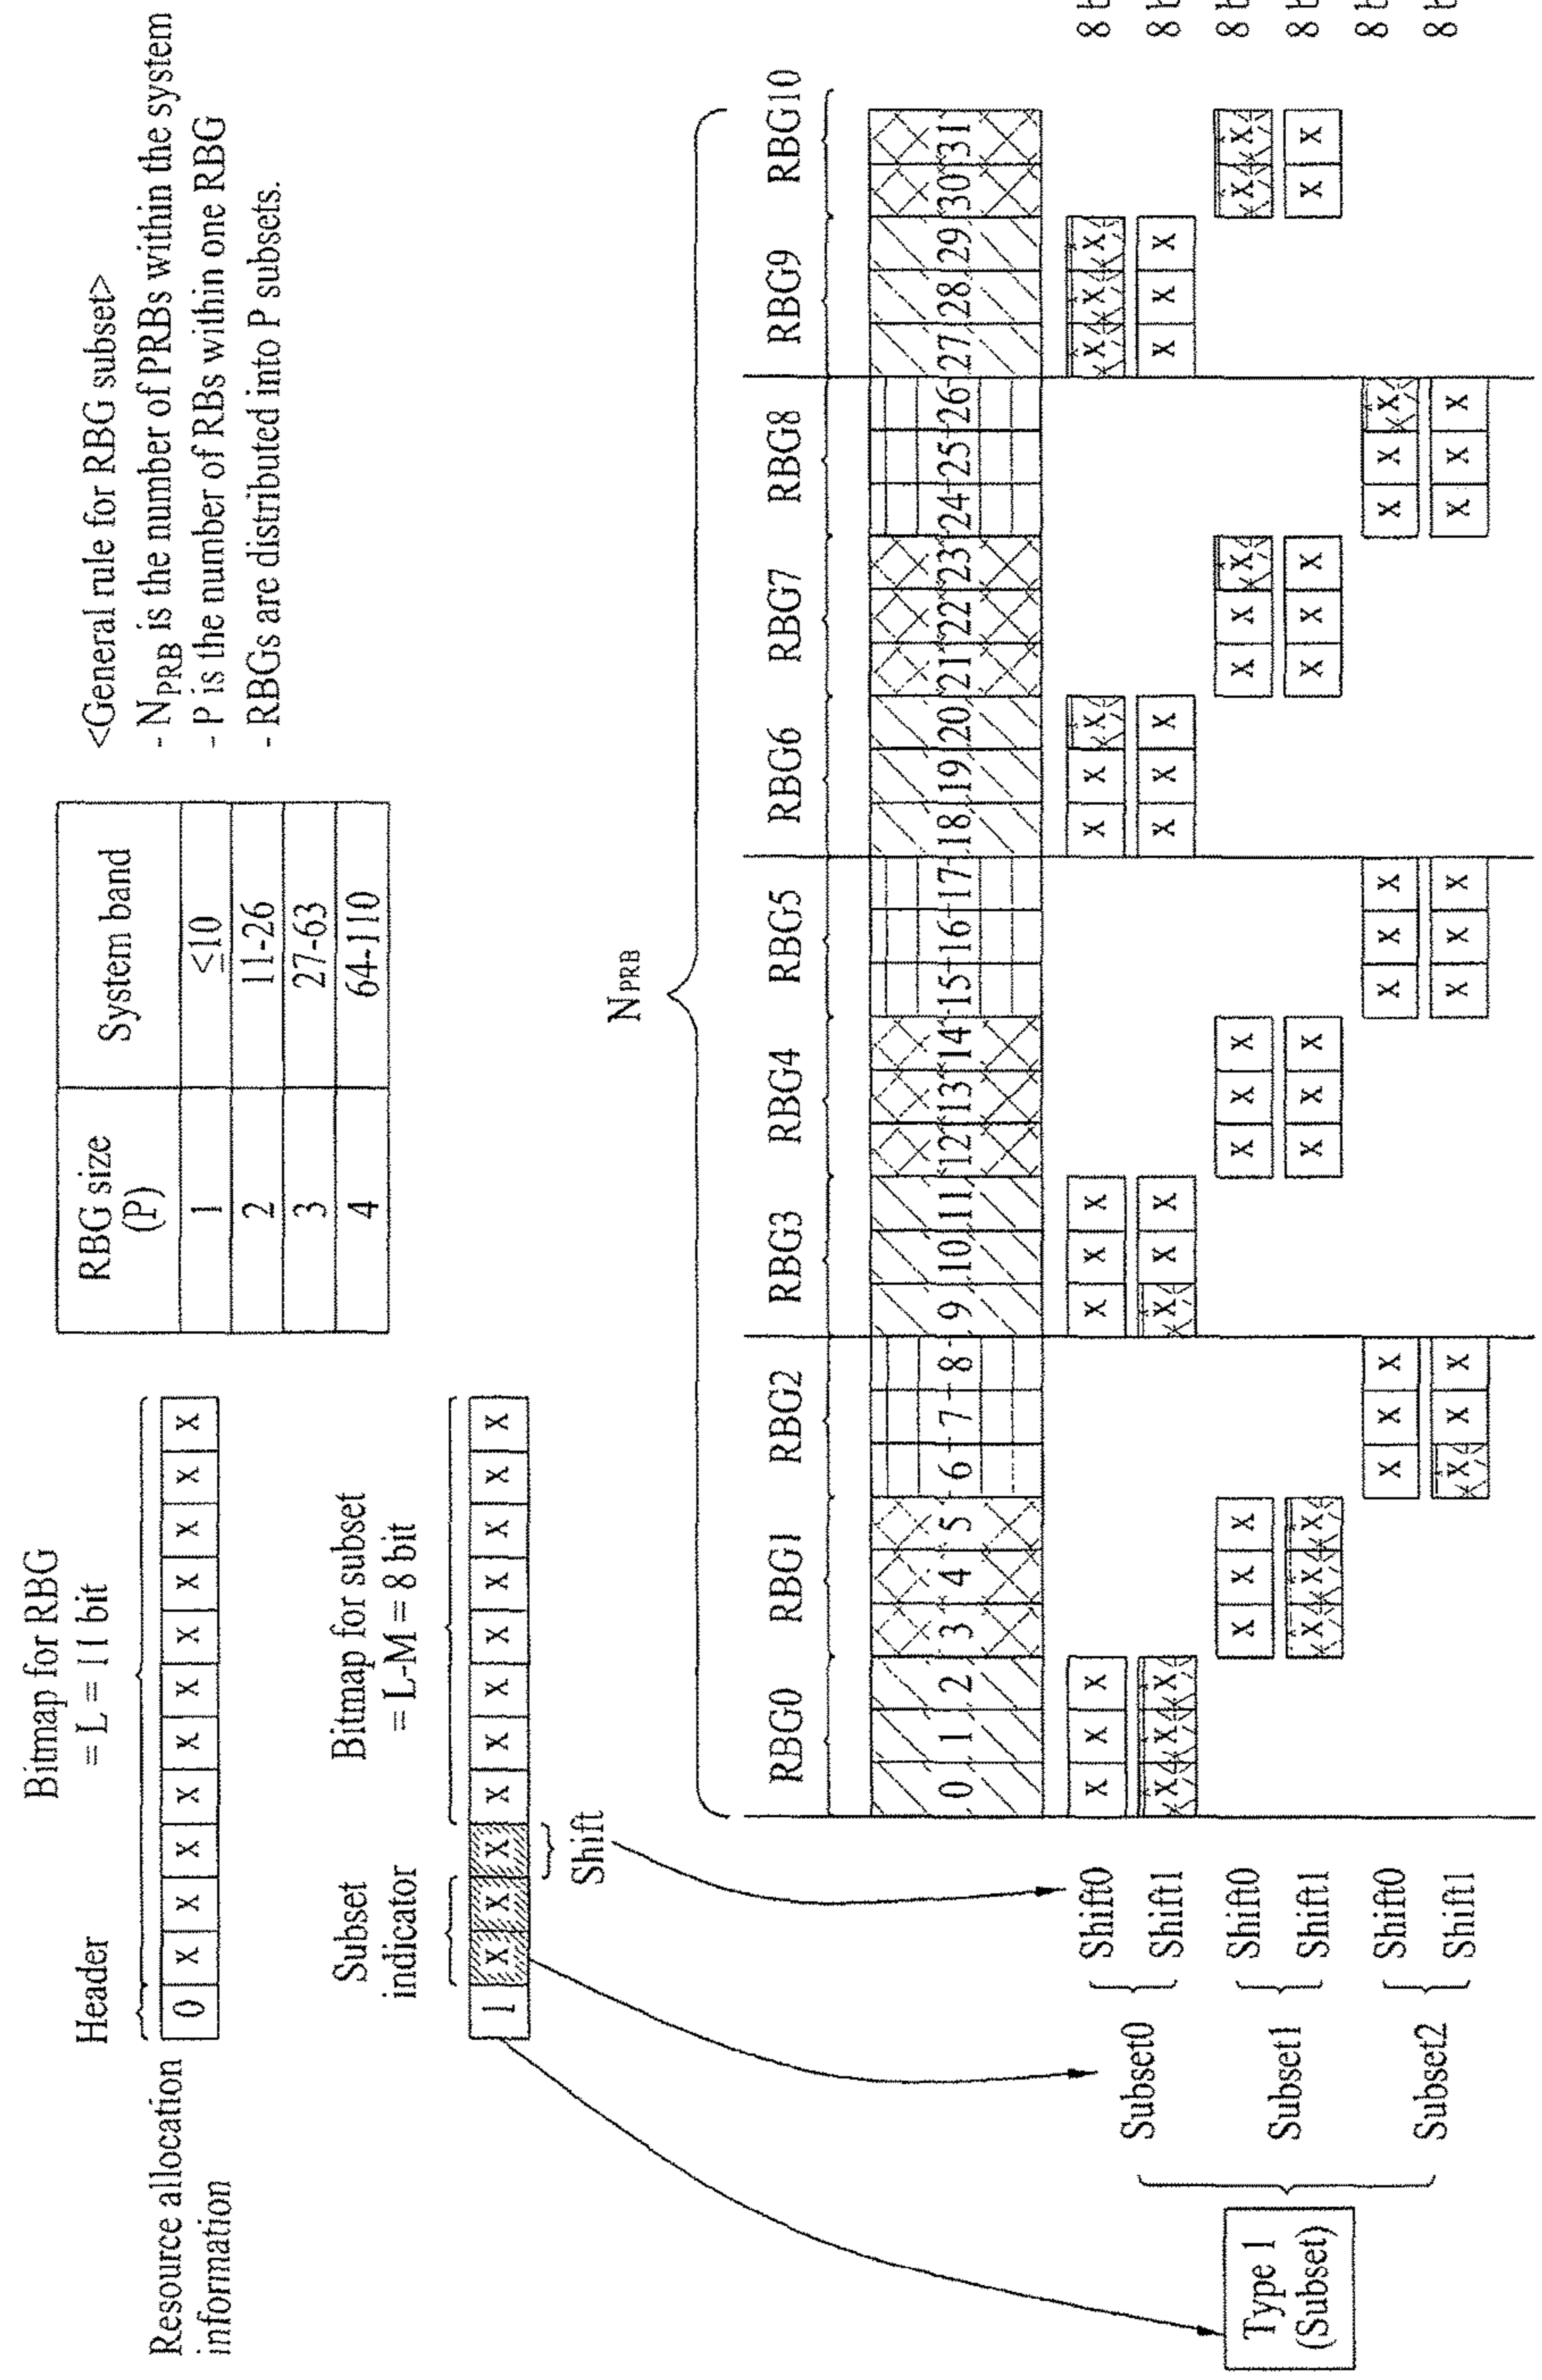 Resource allocation
information
Header
Bitmap for RBG
= L = 11 bit
0 X X X X X X X X X X X
Subset
indicator
Bitmap for subset
= L-M = 8 bit
1 X X X X X X X X X X X
Shift
RBG size
(P)
System band
1 ≤10
2 11-26
3 27-63
4 64-110
<General rule for RBG subset>
- NPRB is the number of PRBs within the system
- P is the number of RBs within one RBG
- RBGs are distributed into P subsets.
NPRB
RBG0 RBG1 RBG2 RBG3 RBG4 RBG5 RBG6 RBG7 RBG8 RBG9 RBG10
0 1 2 3 4 5 6 7 8 9 10 11 12 13 14 15 16 17 18 19 20 21 22 23 24 25 26 27 28 29 30 31
Type 1
(Subset)
Subset0
Shift0 X X X X X X X X X X X X 8 b
Shift1 X X X X X X X X X X X X 8 b
Subset1
Shift0 X X X X X X X X X X X 8 b
Shift1 X X X X X X X X X X X 8 b
Subset2
Shift0 X X X X X X X X X 8 b
Shift1 X X X X X X X X X 8 b